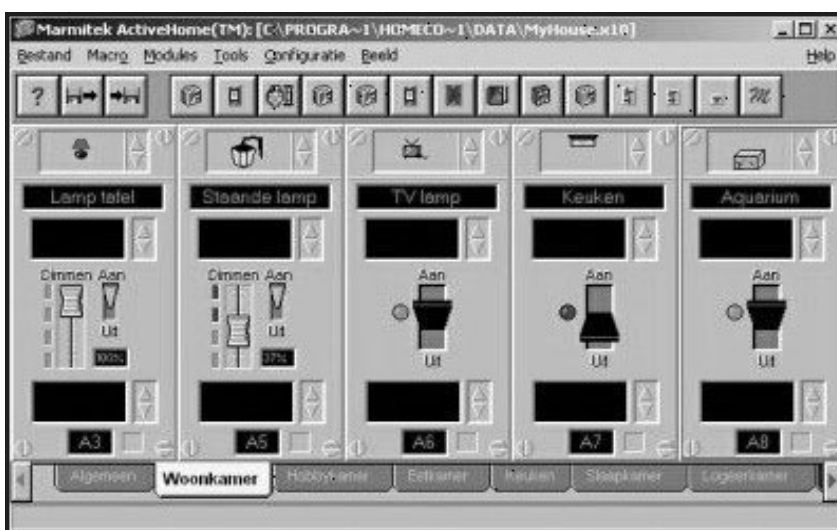 Marmitek ActiveHome(TM): [C:\PROGRA~1\HOMECO~1\DATA\MyHouse.x10]
Bestand Macro Modules Tools Configuratie Beeld Help
?
Lamp tafel Staande lamp TV lamp Keuken Aquarium
Dimmen Aan Dimmen Aan Aan Aan Aan
Uit Uit Uit Uit Uit
100% 37%
A3 A5 A6 A7 A8
Algemeen Woonkamer Hobbykamer Eetkamer Keuken Slaapkamer Logeerkamer